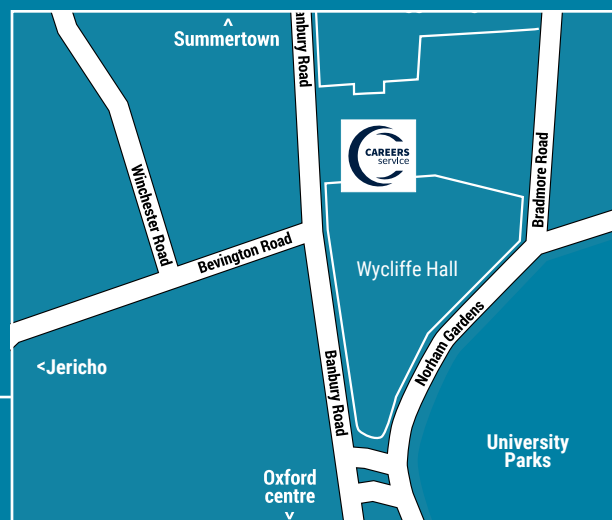 ^
Summertown
anbury Road
CAREERS
service
Winchester Road
Bevington Road
Bradmore Road
Wycliffe Hall
Norham Gardens
<Jericho
Banbury Road
University
Parks
Oxford
centre